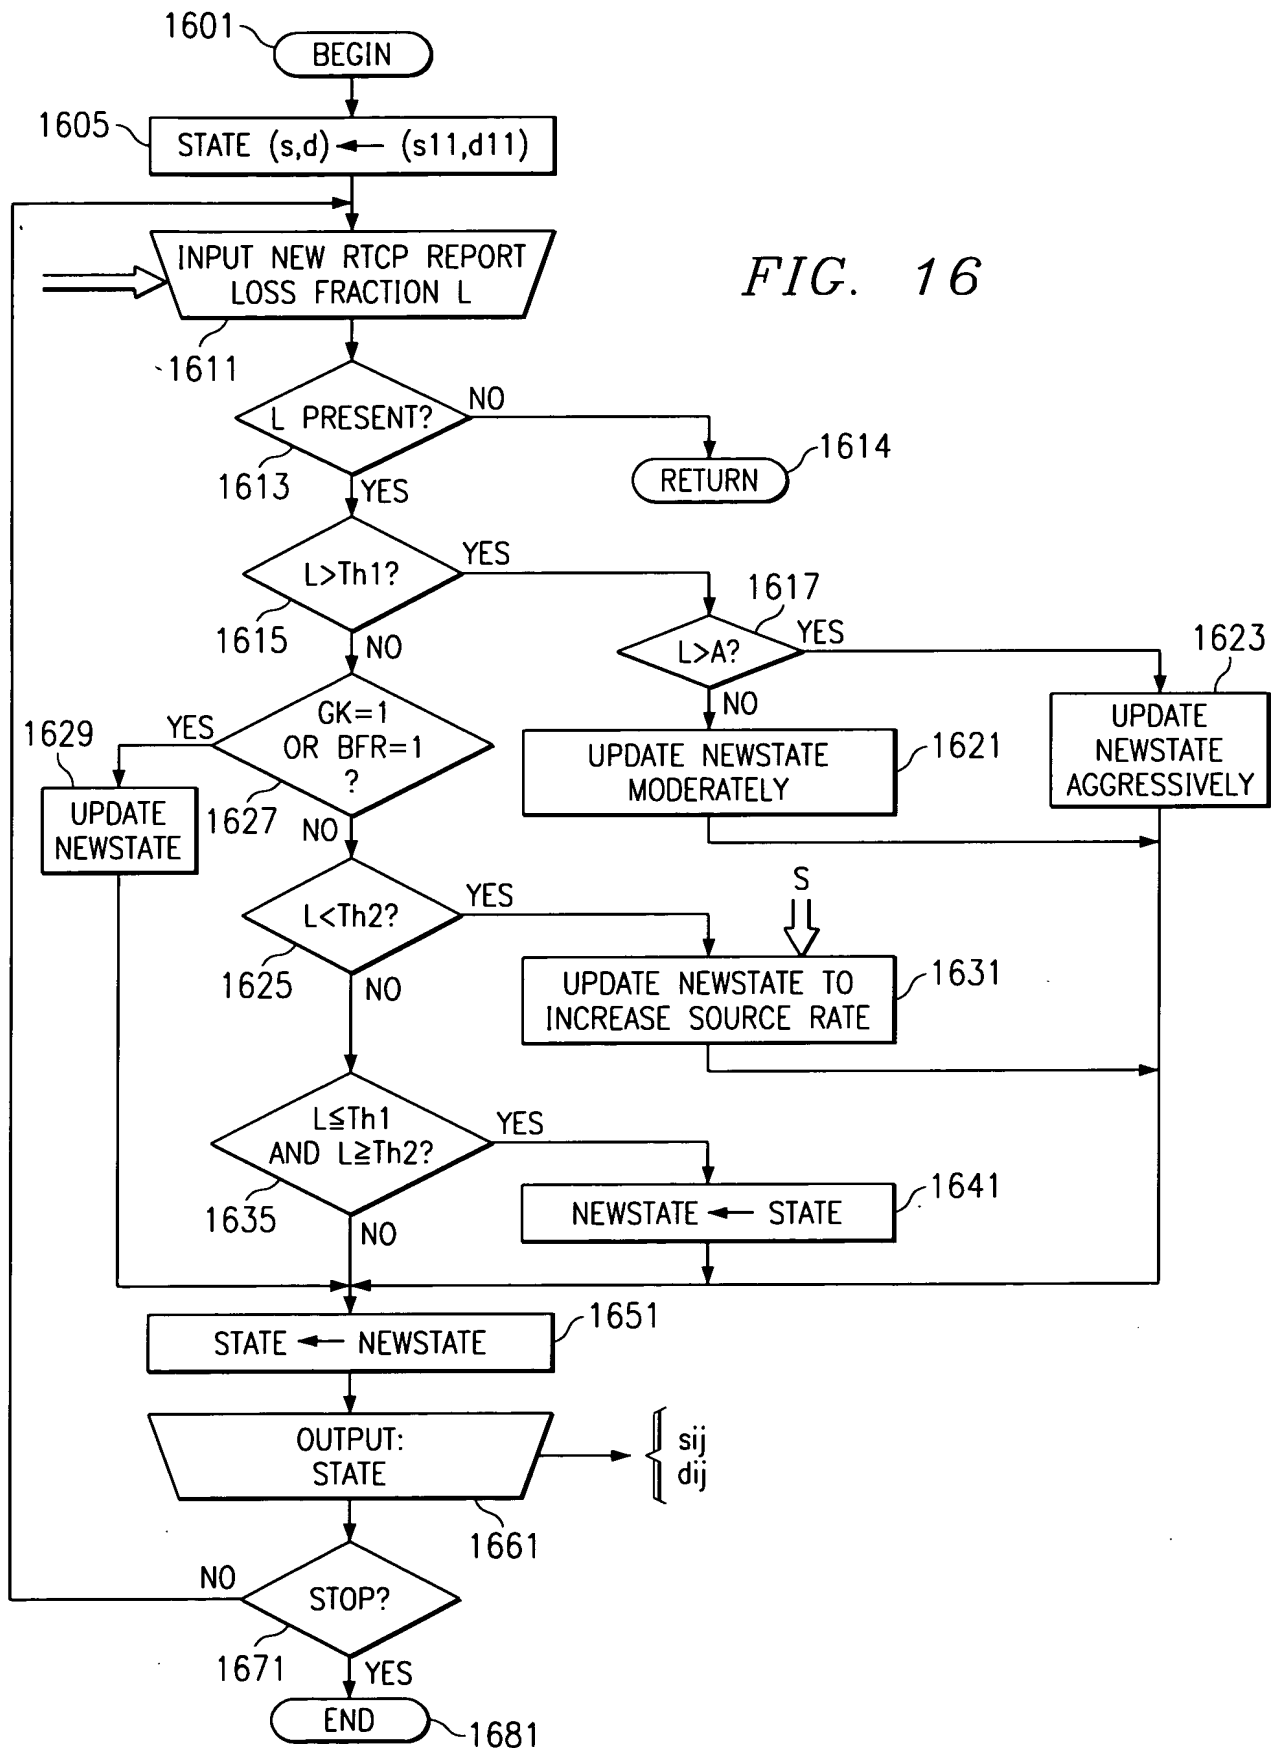 1601
BEGIN
1605
STATE (s,d) ← (s11,d11)
INPUT NEW RTCP REPORT
LOSS FRACTION L
FIG. 16
1611
L PRESENT?
NO
1614
RETURN
1613
YES
L>Th1?
YES
1617
1615
NO
L>A?
YES
1623
NO
UPDATE
NEWSTATE
AGGRESSIVELY
GK=1
OR BFR=1
?
YES
1629
UPDATE NEWSTATE
MODERATELY
1621
UPDATE
NEWSTATE
1627
NO
L<Th2?
YES
S
1625
NO
UPDATE NEWSTATE TO
INCREASE SOURCE RATE
1631
L≦Th1
AND L≧Th2?
YES
1635
NO
NEWSTATE ← STATE
1641
STATE ← NEWSTATE
1651
OUTPUT:
STATE
sij
dij
1661
NO
STOP?
1671
YES
END
1681